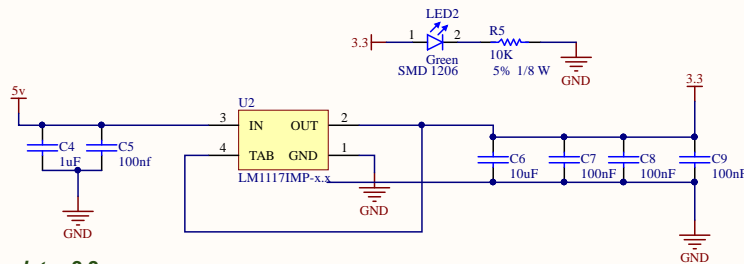 LED2
3.3
1
2
R5
10K
Green
SMD 1206
5% 1/8 W
GND
5v
3.3
U2
3
IN
OUT
2
4
TAB
GND
1
LM1117IMP-x.x
C4
1uF
C5
100nf
C6
10uF
C7
100nF
C8
100nF
C9
100nF
GND
GND
GND